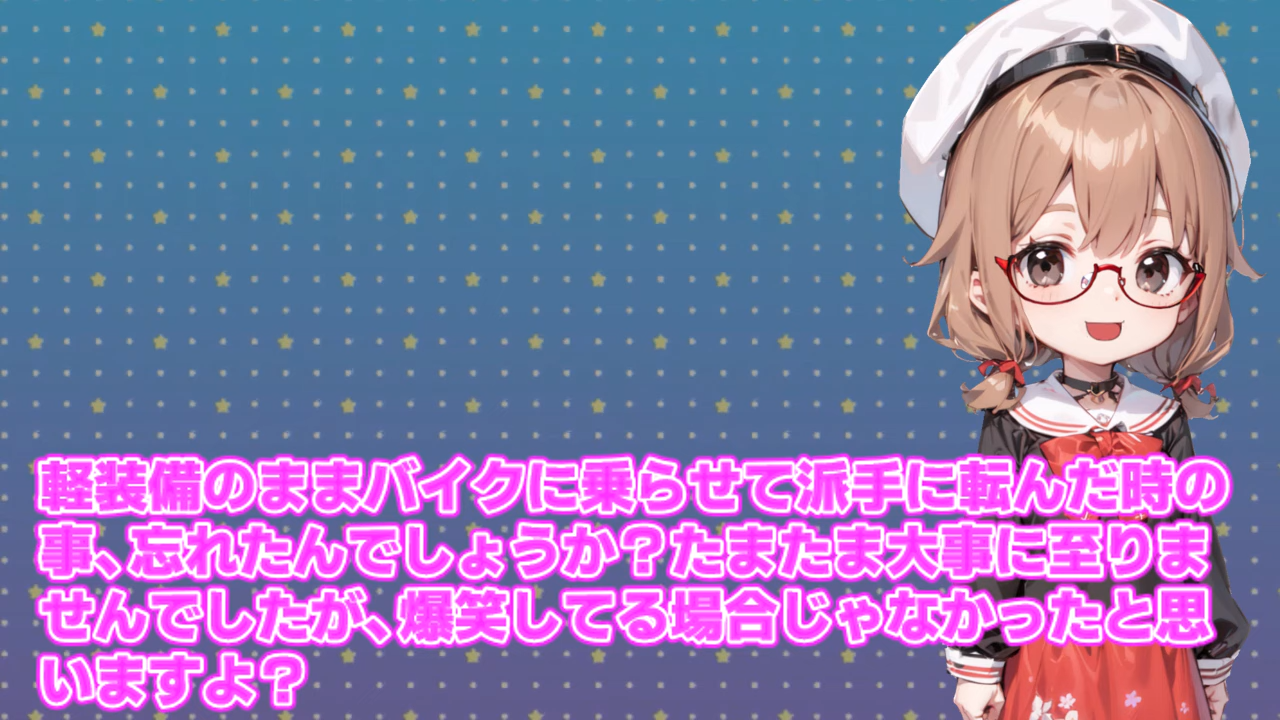 軽装備のままバイクに乗らせて派手に転んだ時の
事、忘れたんでしょうか？たまたま大事に至りま
せんでしたが、爆笑してる場合じゃなかったと思
いますよ？